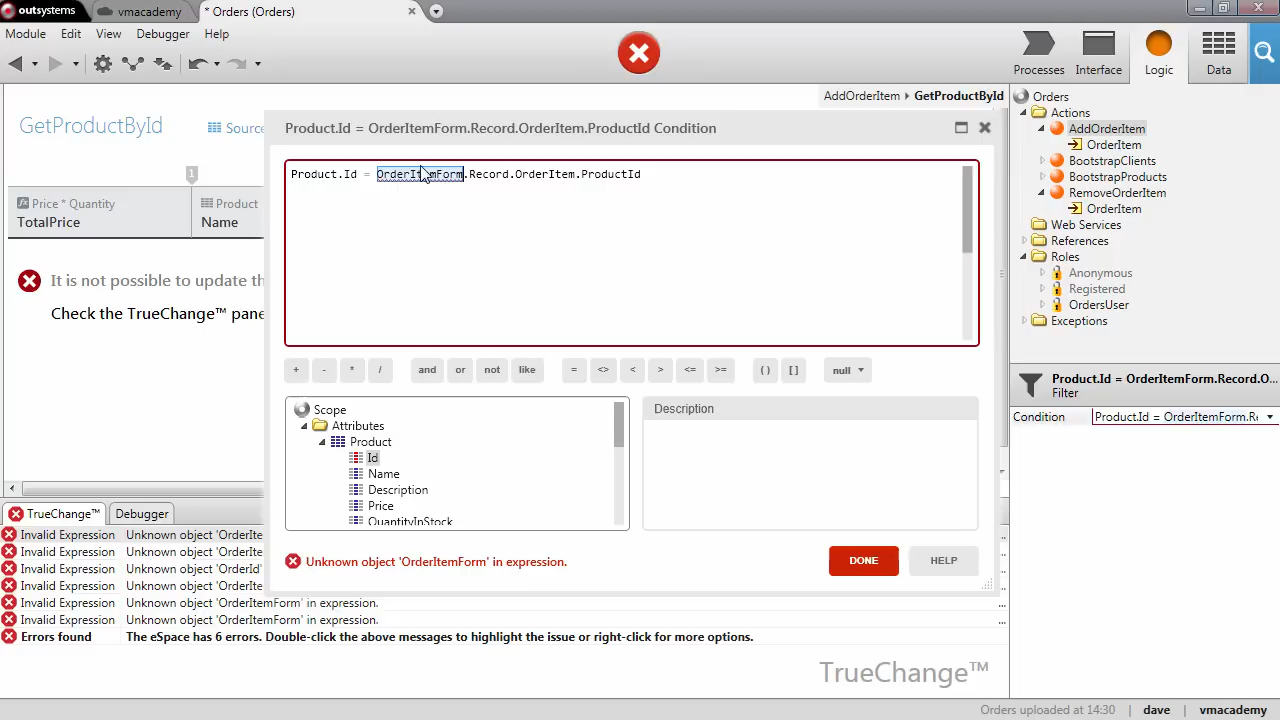 outsystems
vmacademy
* Orders (Orders)
Module Edit View Debugger Help
Processes Interface Logic Data
AddOrderItem ▸ GetProductById
GetProductById
Source
1
Price * Quantity
TotalPrice
Product
Name
It is not possible to update th
Check the TrueChange™ pane
Product.Id = OrderItemForm.Record.OrderItem.ProductId Condition
Product.Id = OrderItemForm.Record.OrderItem.ProductId
+ - * / and or not like = <> < > <= >= ( ) [ ] null
Scope
Attributes
Product
Id
Name
Description
Price
QuantityInStock
Description
Unknown object 'OrderItemForm' in expression.
DONE
HELP
Orders
Actions
AddOrderItem
OrderItem
BootstrapClients
BootstrapProducts
RemoveOrderItem
OrderItem
Web Services
References
Roles
Anonymous
Registered
OrdersUser
Exceptions
Product.Id = OrderItemForm.Record.O...
Filter
Condition Product.Id = OrderItemForm.Re
TrueChange™ Debugger
Invalid Expression Unknown object 'OrderIte
Invalid Expression Unknown object 'OrderIte
Invalid Expression Unknown object 'OrderId'
Invalid Expression Unknown object 'OrderIte
Invalid Expression Unknown object 'OrderItemForm' in expression. ...
Invalid Expression Unknown object 'OrderItemForm' in expression. ...
Errors found The eSpace has 6 errors. Double-click the above messages to highlight the issue or right-click for more options.
TrueChange™
Orders uploaded at 14:30 dave vmacademy